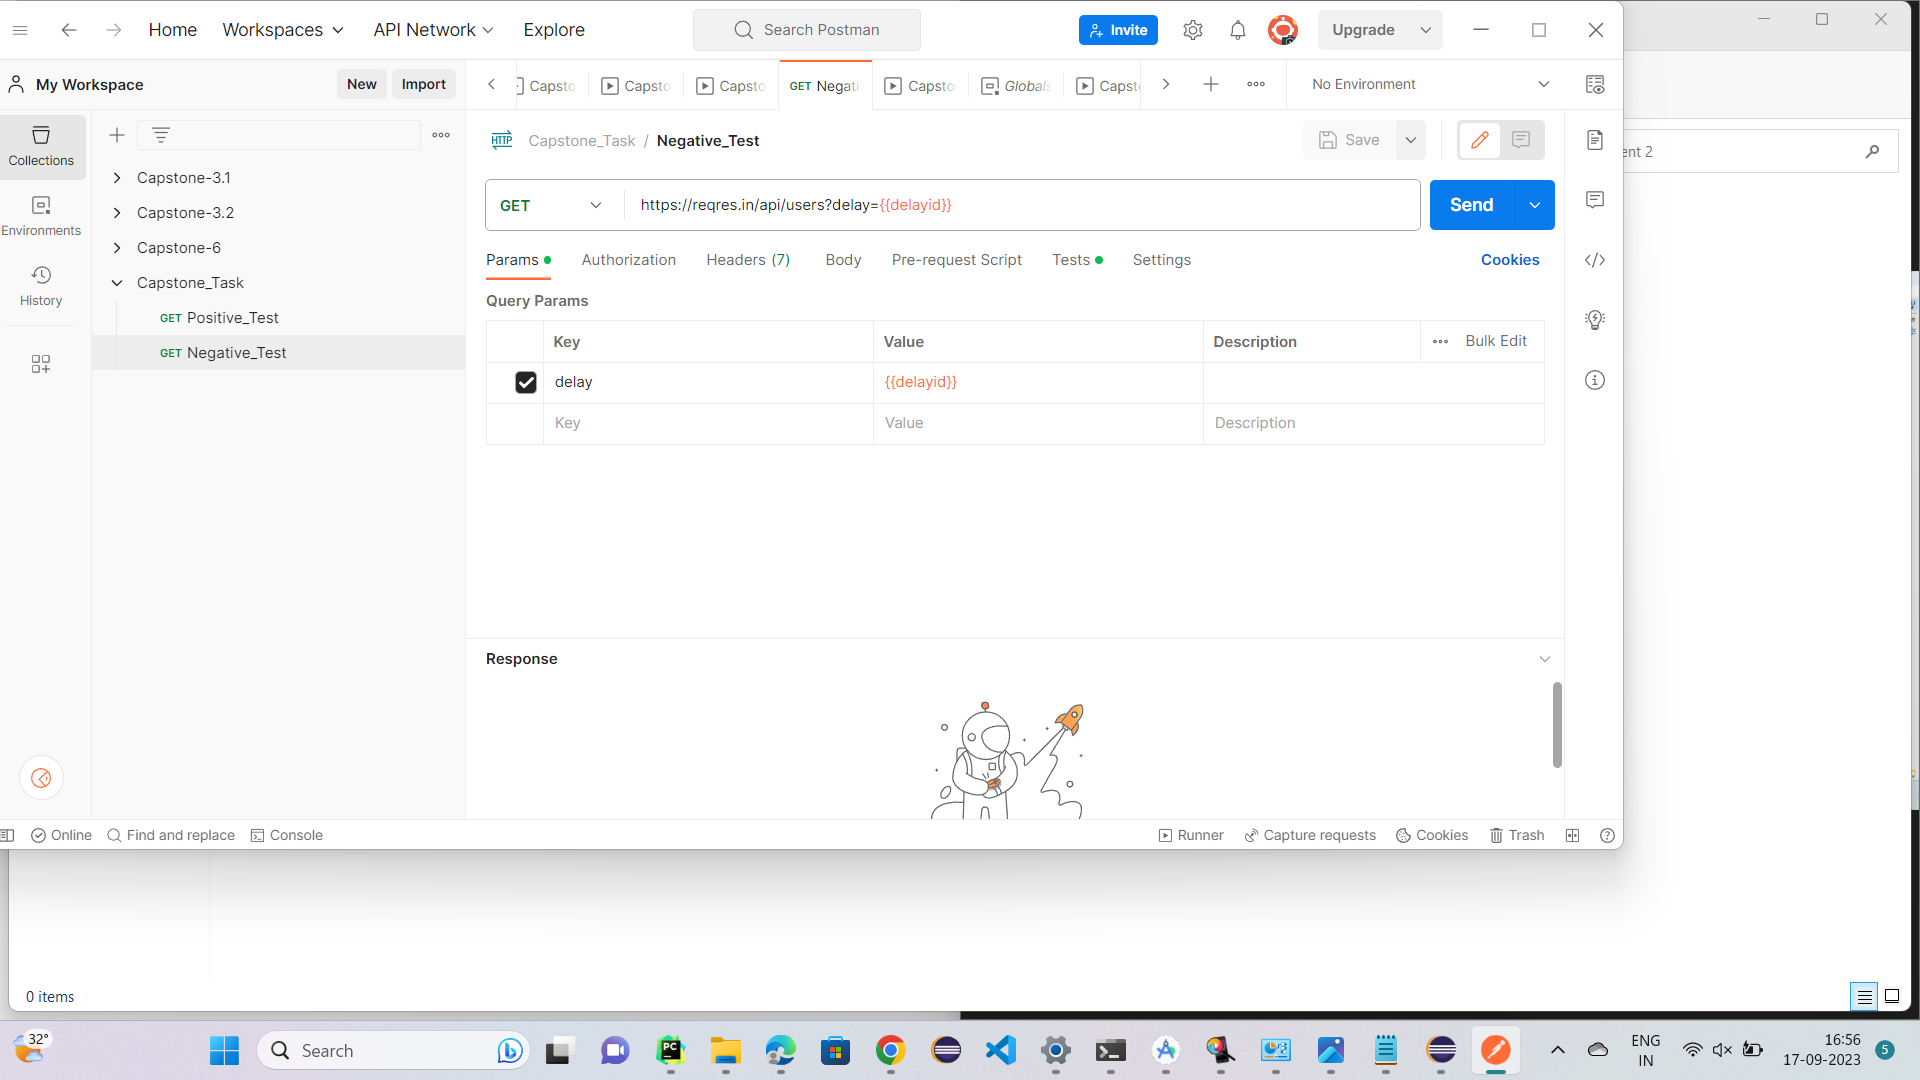 Home
Workspaces
API Network
Explore
Search Postman
Invite
Upgrade
My Workspace
New
Import
Capsto
Capsto
Capsto
GET Negati
Capsto
Globals
Capst
No Environment
Collections
Environments
History
Capstone-3.1
Capstone-3.2
Capstone-6
Capstone_Task
GET Positive_Test
GET Negative_Test
HTTP
Capstone_Task / Negative_Test
Save
GET
https://reqres.in/api/users?delay={{delayid}}
Send
Params
Authorization
Headers (7)
Body
Pre-request Script
Tests
Settings
Cookies
Query Params
Key
Value
Description
Bulk Edit
delay
{{delayid}}
Key
Value
Description
Response
Online
Find and replace
Console
Runner
Capture requests
Cookies
Trash
ent 2
0 items
32°
Search
PC
ENG
IN
16:56
17-09-2023
5